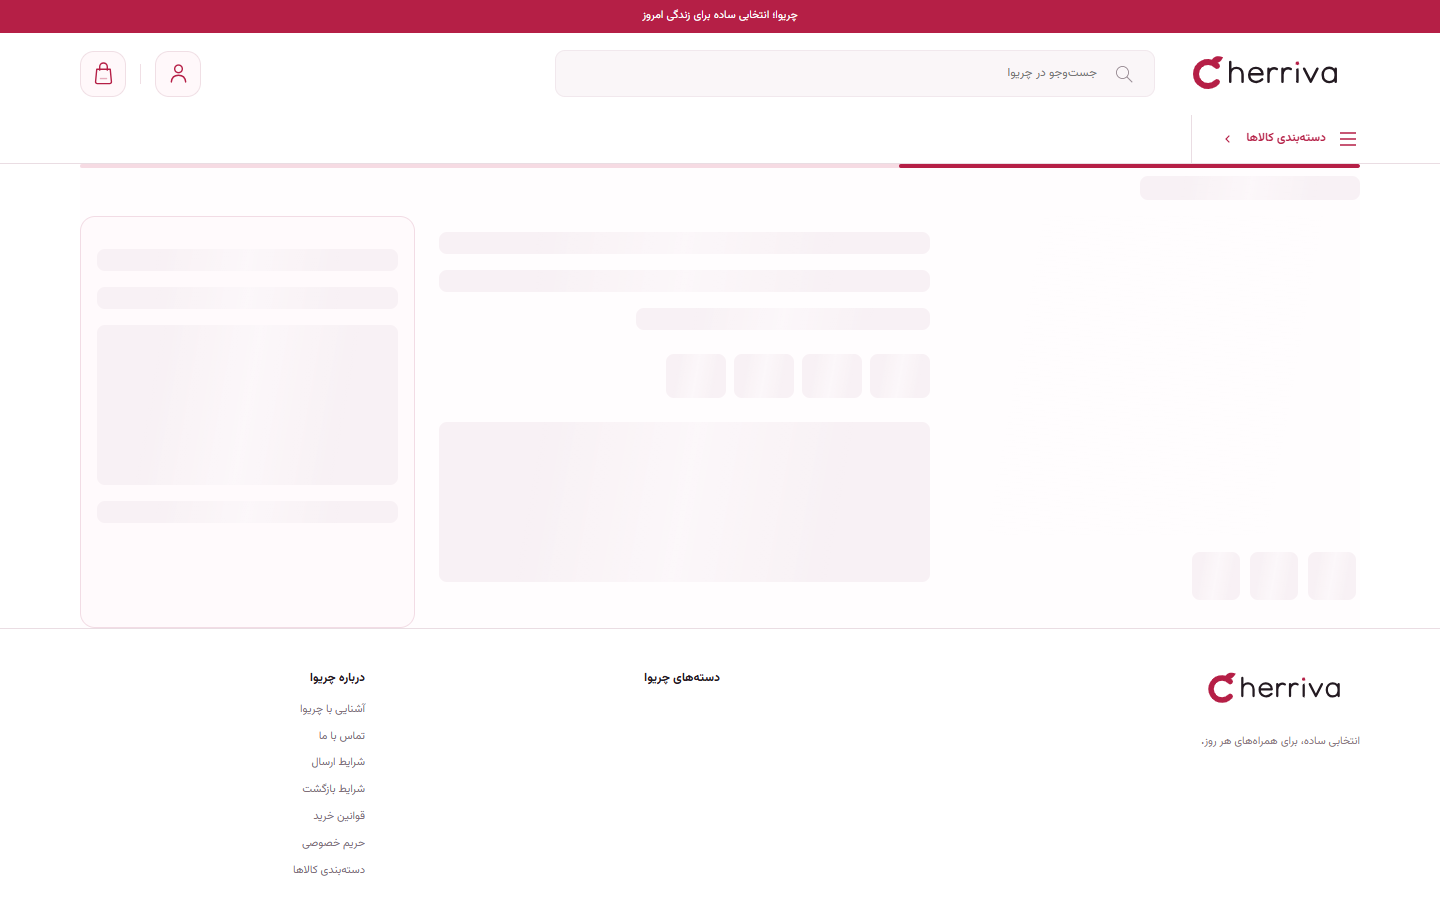 چریوا؛ انتخابی ساده برای زندگی امروز
Cherriva
جست‌وجو در چریوا
دسته‌بندی کالاها
Cherriva
انتخابی ساده، برای همراه‌های هر روز.
دسته‌های چریوا
درباره چریوا
آشنایی با چریوا
تماس با ما
شرایط ارسال
شرایط بازگشت
قوانین خرید
حریم خصوصی
دسته‌بندی کالاها